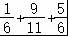 1/6 + 9/11 + 5/6